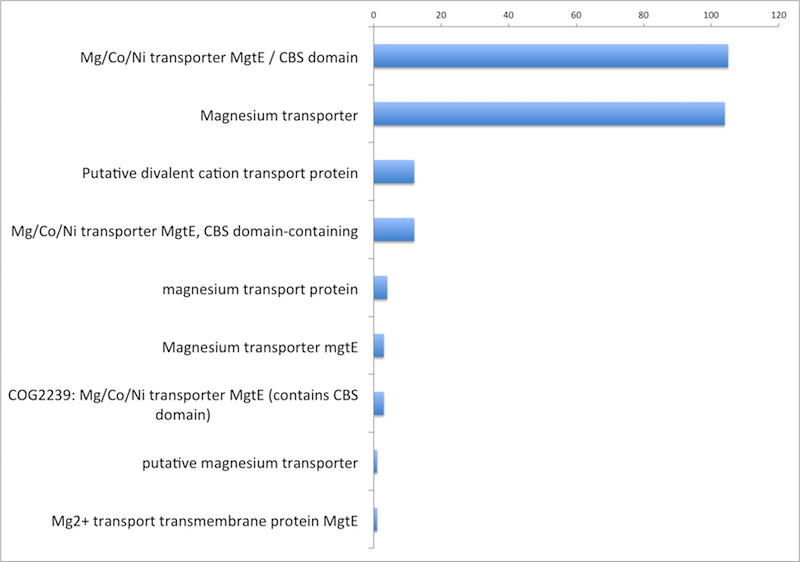 0 20 40 60 80 100 120
Mg/Co/Ni transporter MgtE / CBS domain
Magnesium transporter
Putative divalent cation transport protein
Mg/Co/Ni transporter MgtE, CBS domain-containing
magnesium transport protein
Magnesium transporter mgtE
COG2239: Mg/Co/Ni transporter MgtE (contains CBS
domain)
putative magnesium transporter
Mg2+ transport transmembrane protein MgtE